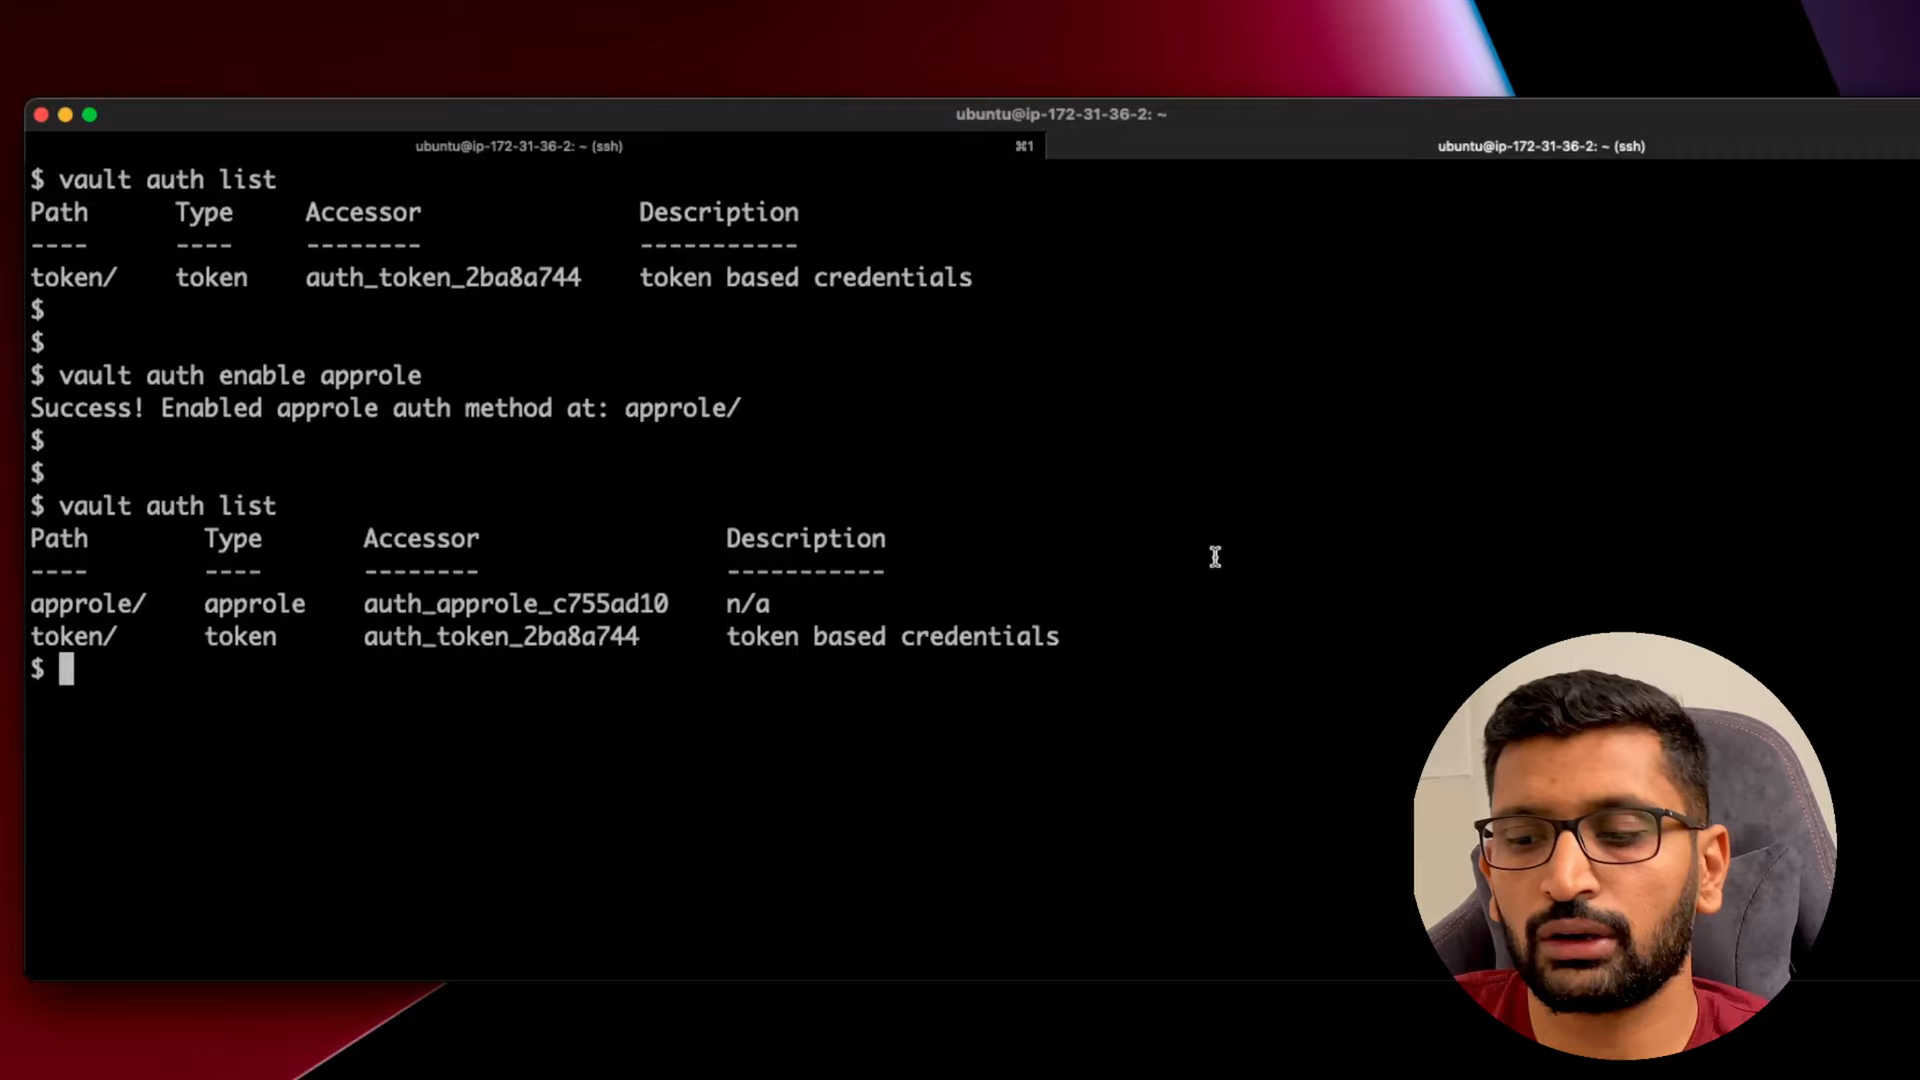 ubuntu@ip-172-31-36-2: ~
ubuntu@ip-172-31-36-2: ~ (ssh) ⌘1 ubuntu@ip-172-31-36-2: ~ (ssh)
$ vault auth list
Path Type Accessor Description
---- ---- -------- -----------
token/ token auth_token_2ba8a744 token based credentials
$
$
$ vault auth enable approle
Success! Enabled approle auth method at: approle/
$
$
$ vault auth list
Path Type Accessor Description
---- ---- -------- -----------
approle/ approle auth_approle_c755ad10 n/a
token/ token auth_token_2ba8a744 token based credentials
$